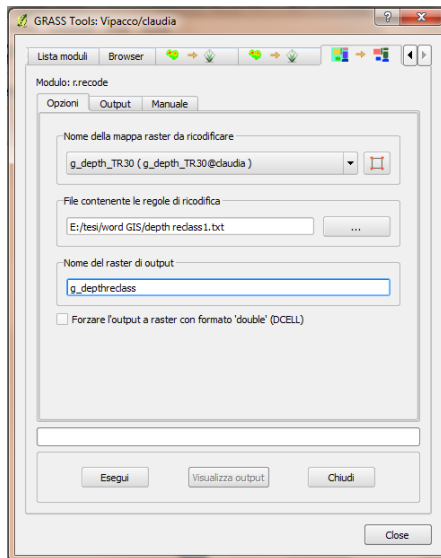 GRASS Tools: Vipacco/claudia
Lista moduli Browser
Modulo: r.recode
Opzioni Output Manuale
Nome della mappa raster da ricodificare
g_depth_TR30 ( g_depth_TR30@claudia )
File contenente le regole di ricodifica
E:/tesi/word GIS/depth reclass1.txt ...
Nome del raster di output
g_depthreclass
Forzare l'output a raster con formato 'double' (DCELL)
Esegui Visualizza output Chiudi
Close